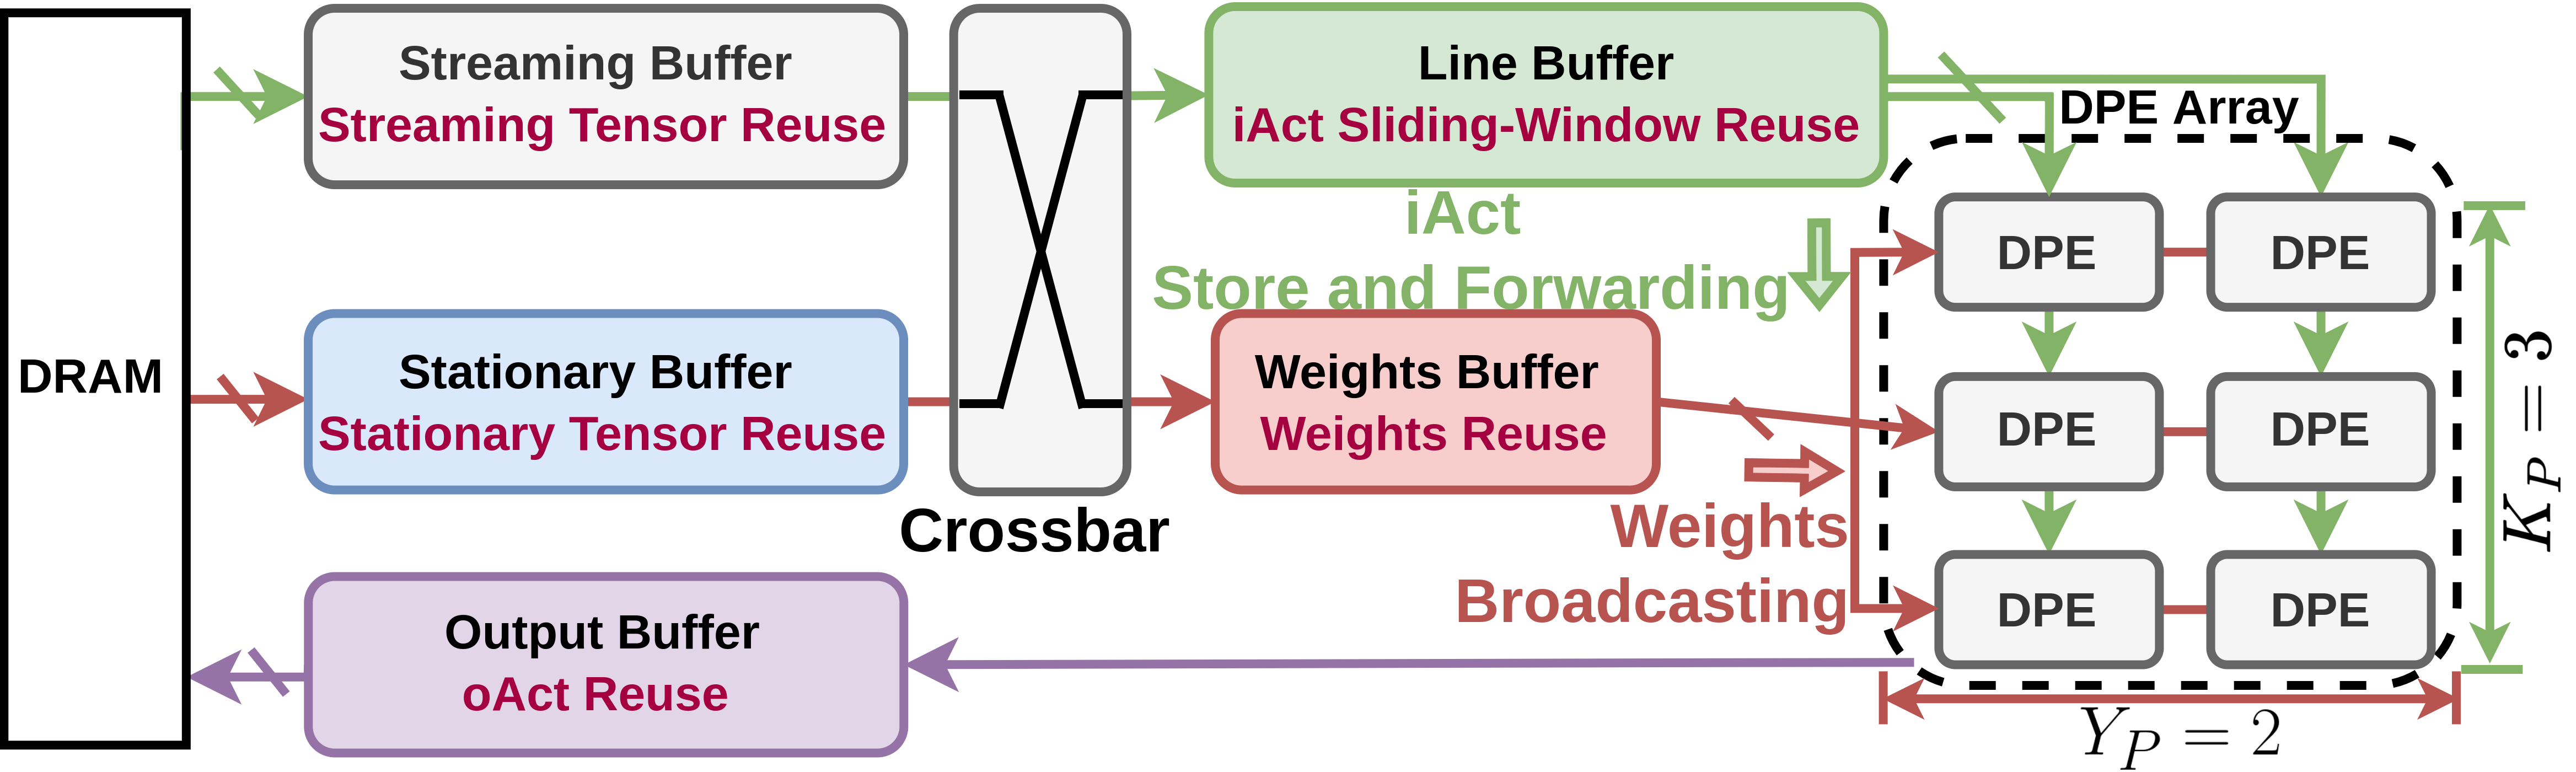 DRAM
Streaming Buffer
Streaming Tensor Reuse
Stationary Buffer
Stationary Tensor Reuse
Output Buffer
oAct Reuse
Crossbar
Line Buffer
iAct Sliding-Window Reuse
iAct
Store and Forwarding
Weights Buffer
Weights Reuse
Weights
Broadcasting
DPE Array
DPE DPE
DPE DPE
DPE DPE
K_P = 3
Y_P = 2